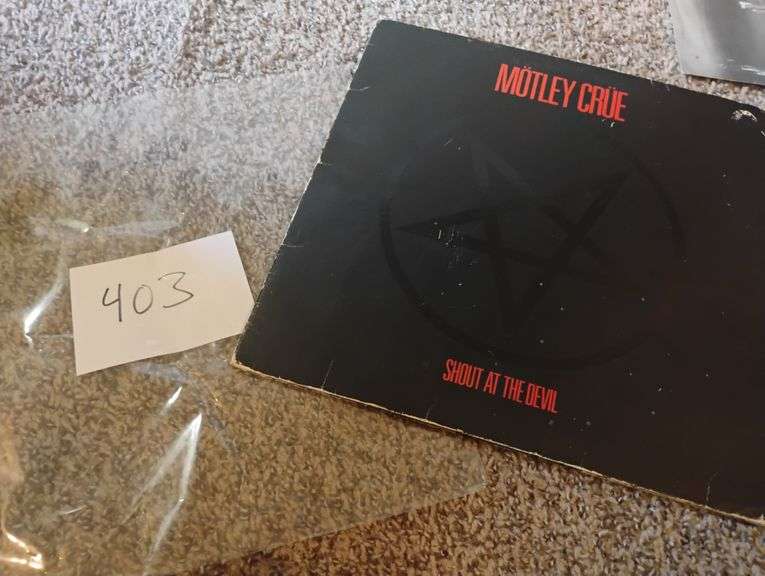 MÖTLEY CRÜE
403
SHOUT AT THE DEVIL